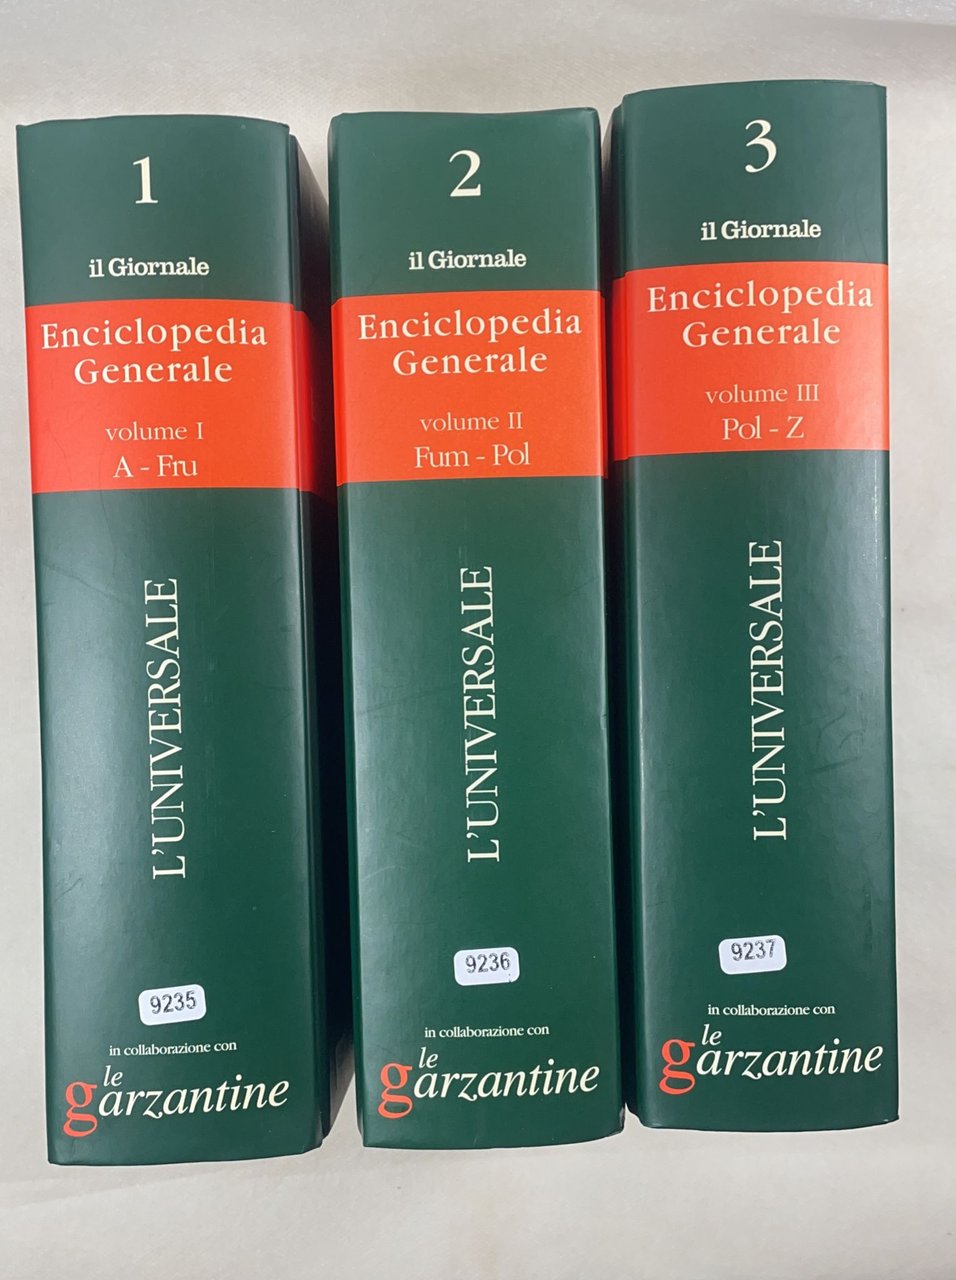 1
il Giornale
Enciclopedia
Generale
volume I
A - Fru
L'UNIVERSALE
9235
in collaborazione con
le
garzantine
2
il Giornale
Enciclopedia
Generale
volume II
Fum - Pol
L'UNIVERSALE
9236
in collaborazione con
le
garzantine
3
il Giornale
Enciclopedia
Generale
volume III
Pol - Z
L'UNIVERSALE
9237
in collaborazione con
le
garzantine